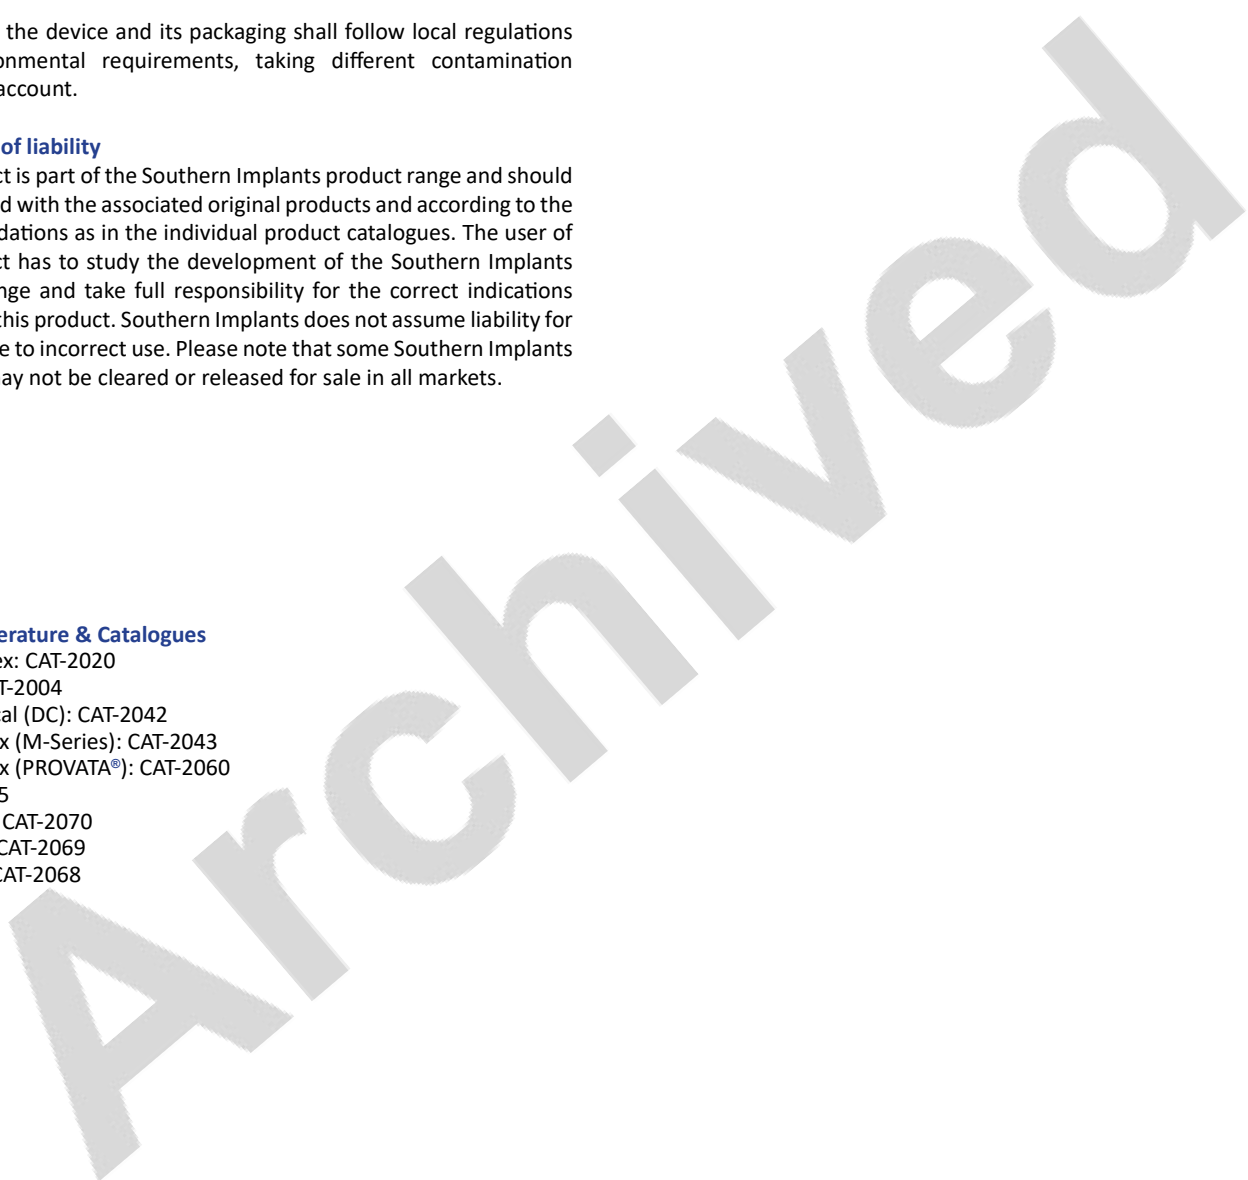 the device and its packaging shall follow local regulations
onmental requirements, taking different contamination
account.
of liability
ct is part of the Southern Implants product range and should
d with the associated original products and according to the
dations as in the individual product catalogues. The user of
ct has to study the development of the Southern Implants
nge and take full responsibility for the correct indications
this product. Southern Implants does not assume liability for
e to incorrect use. Please note that some Southern Implants
ay not be cleared or released for sale in all markets.
erature & Catalogues
ex: CAT-2020
T-2004
cal (DC): CAT-2042
x (M-Series): CAT-2043
x (PROVATA®): CAT-2060
5
CAT-2070
CAT-2069
CAT-2068
Archived